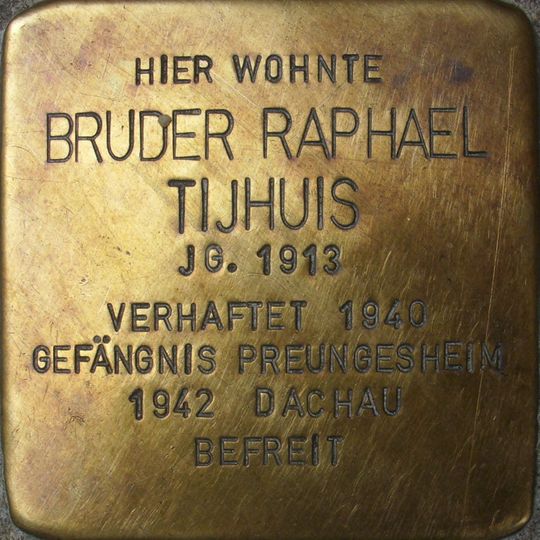 HIER WOHNTE
BRUDER RAPHAEL
TIJHUIS
JG. 1913
VERHAFTET 1940
GEFÄNGNIS PREUNGESHEIM
1942 DACHAU
BEFREIT